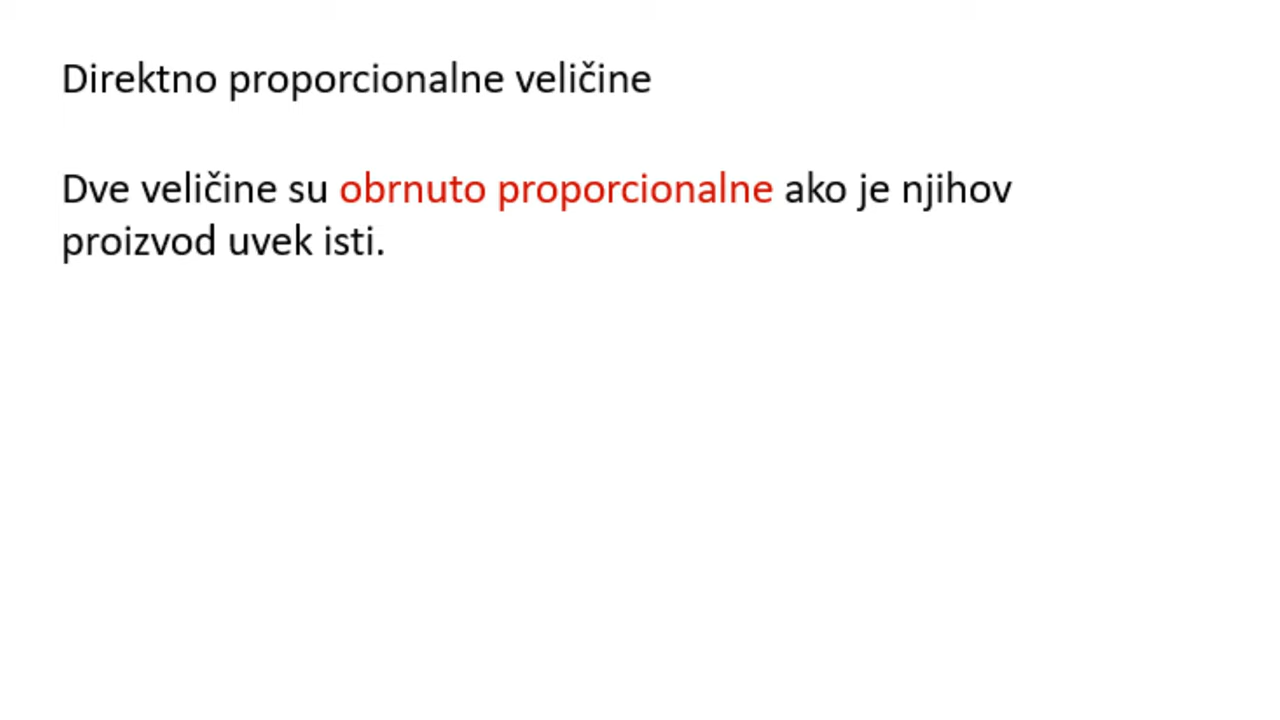 Direktno proporcionalne veličine
Dve veličine su obrnuto proporcionalne ako je njihov
proizvod uvek isti.